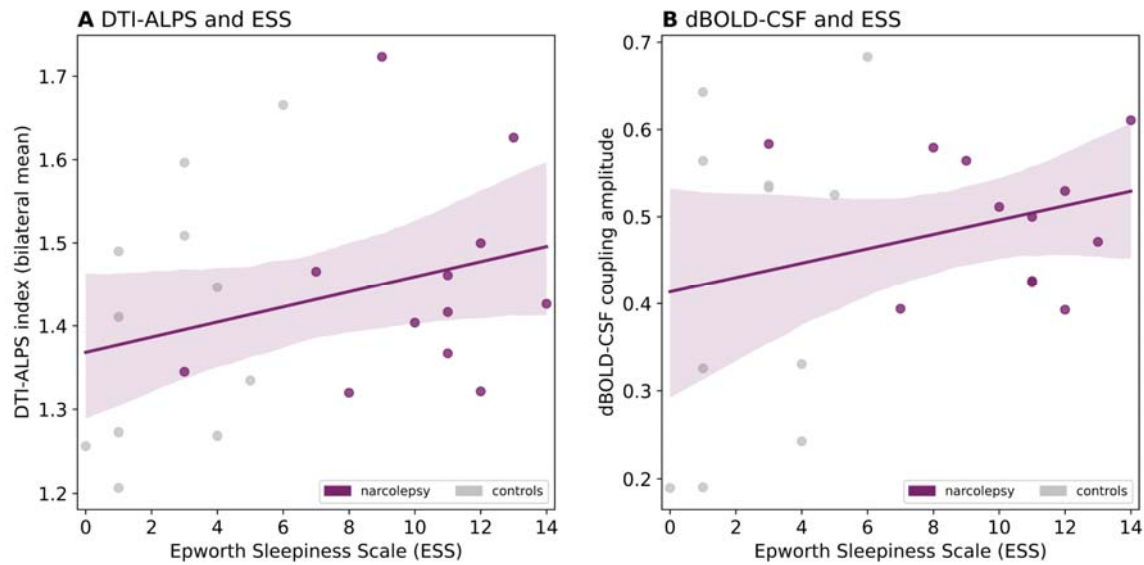 A DTI-ALPS and ESS
DTI-ALPS index (bilateral mean)
1.7
1.6
1.5
1.4
1.3
1.2
narcolepsy controls
0 2 4 6 8 10 12 14
Epworth Sleepiness Scale (ESS)
B dBOLD-CSF and ESS
dBOLD-CSF coupling amplitude
0.7
0.6
0.5
0.4
0.3
0.2
narcolepsy controls
0 2 4 6 8 10 12 14
Epworth Sleepiness Scale (ESS)